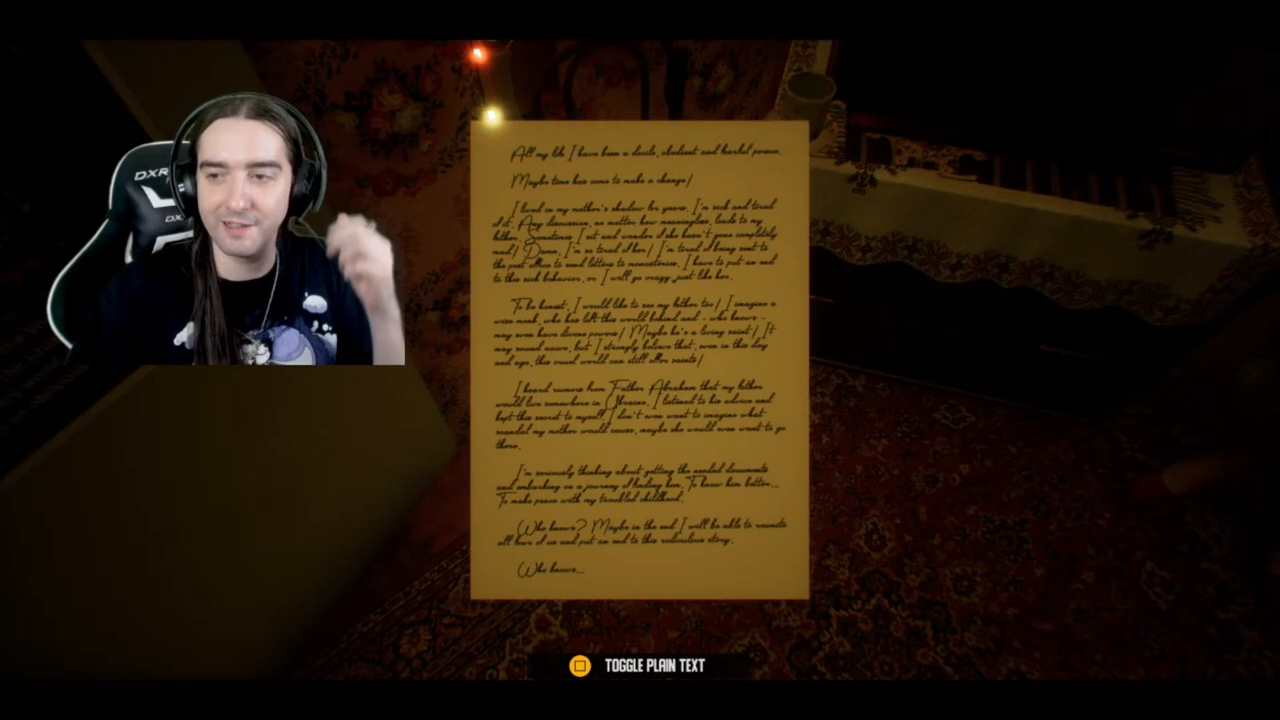 DXR
DX
All my life I have been a docile, obedient and fearful person.
Maybe time has come to make a change!
I lived in my mother's shadow for years. I'm sick and tired
of it. Any discussion, no matter how meaningless, leads to my
father. Sometimes I sit and wonder if she hasn't gone completely
mad! Damn, I'm so tired of her! I'm tired of being sent to
the post office to send letters to monasteries. I have to put an end
to this sick behavior, or I will go crazy just like her.
To be honest, I would like to see my father too! I imagine a
wise monk, who has left this world behind and - who knows -
may even have divine powers! Maybe he's a living saint! It
may sound naive, but I strongly believe that, even in this day
and age, this cruel world can still offer saints!
I heard rumors from Father Abraham that my father
would live somewhere in Ukraine. I listened to his advice and
kept this secret to myself. I don't even want to imagine what
scandal my mother would cause, maybe she would even want to go
there.
I'm seriously thinking about getting the needed documents
and embarking on a journey of finding him. To know him better...
To make peace with my troubled childhood.
Who knows? Maybe in the end I will be able to reunite
all three of us and put an end to this ridiculous story.
Who knows...
TOGGLE PLAIN TEXT